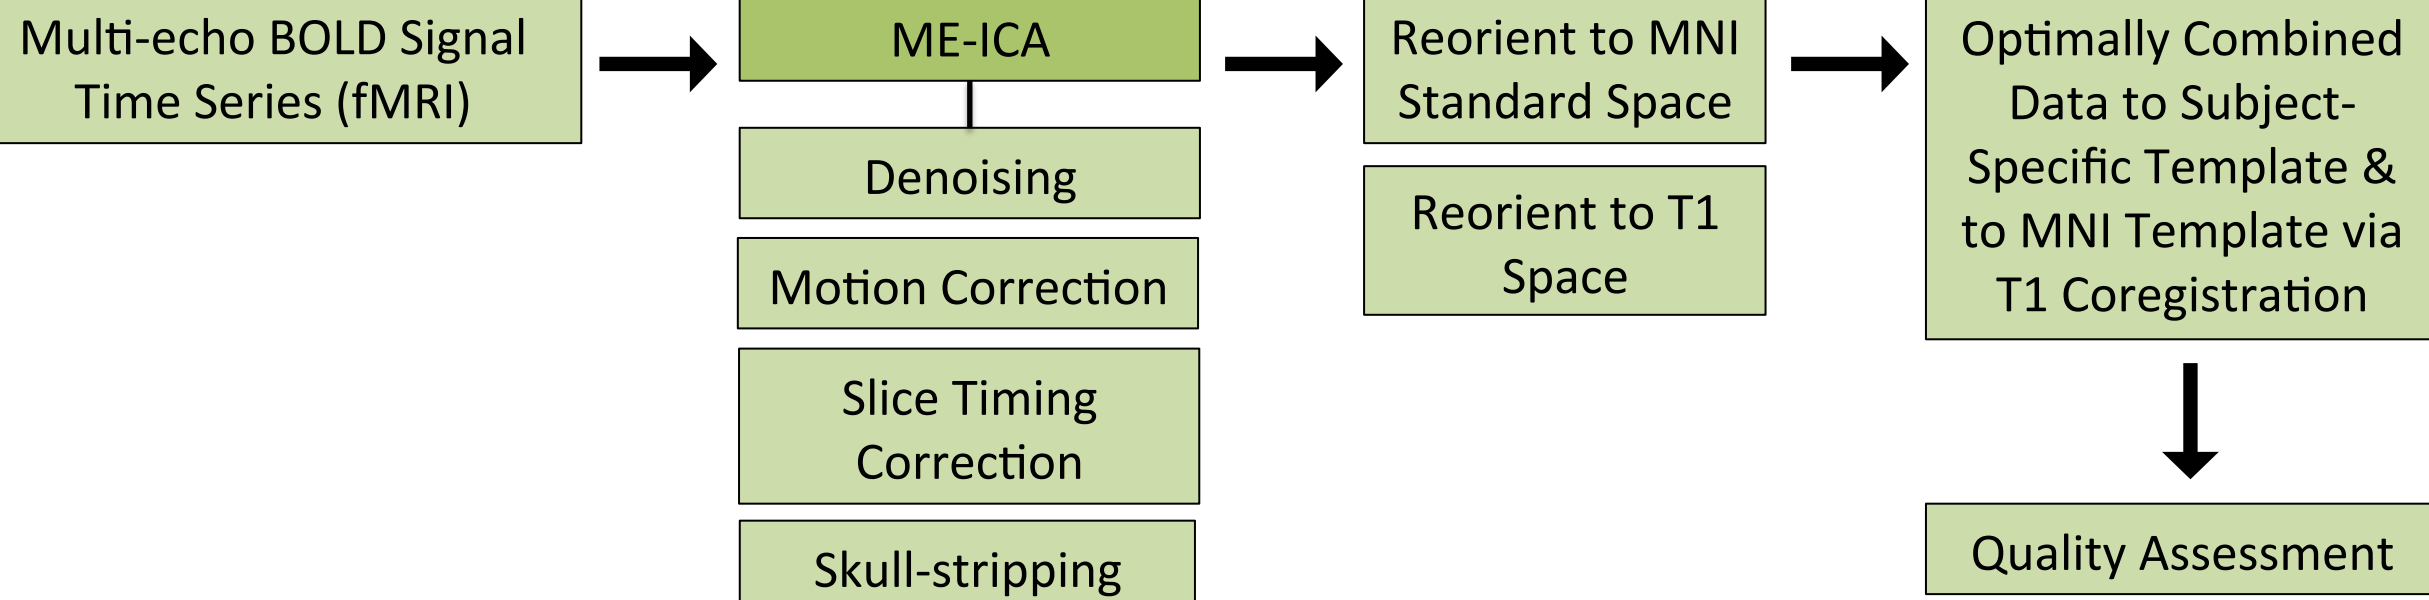 Multi-echo BOLD Signal
Time Series (fMRI)
ME-ICA
Denoising
Motion Correction
Slice Timing
Correction
Skull-stripping
Reorient to MNI
Standard Space
Reorient to T1
Space
Optimally Combined
Data to Subject-
Specific Template &
to MNI Template via
T1 Coregistration
Quality Assessment